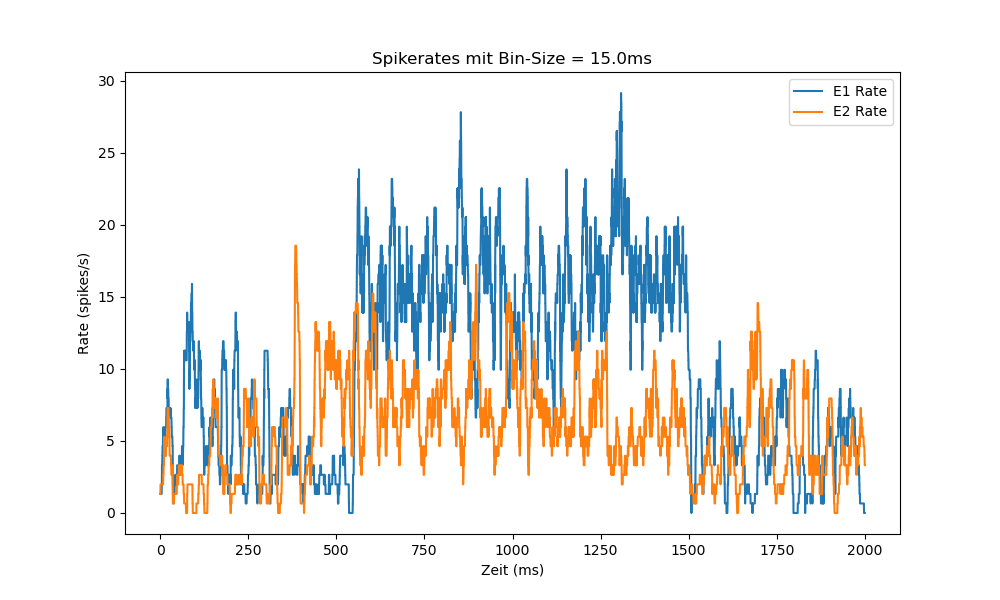 Spikerates mit Bin-Size = 15.0ms
E1 Rate
E2 Rate
30
25
20
15
10
5
0
Rate (spikes/s)
0 250 500 750 1000 1250 1500 1750 2000
Zeit (ms)